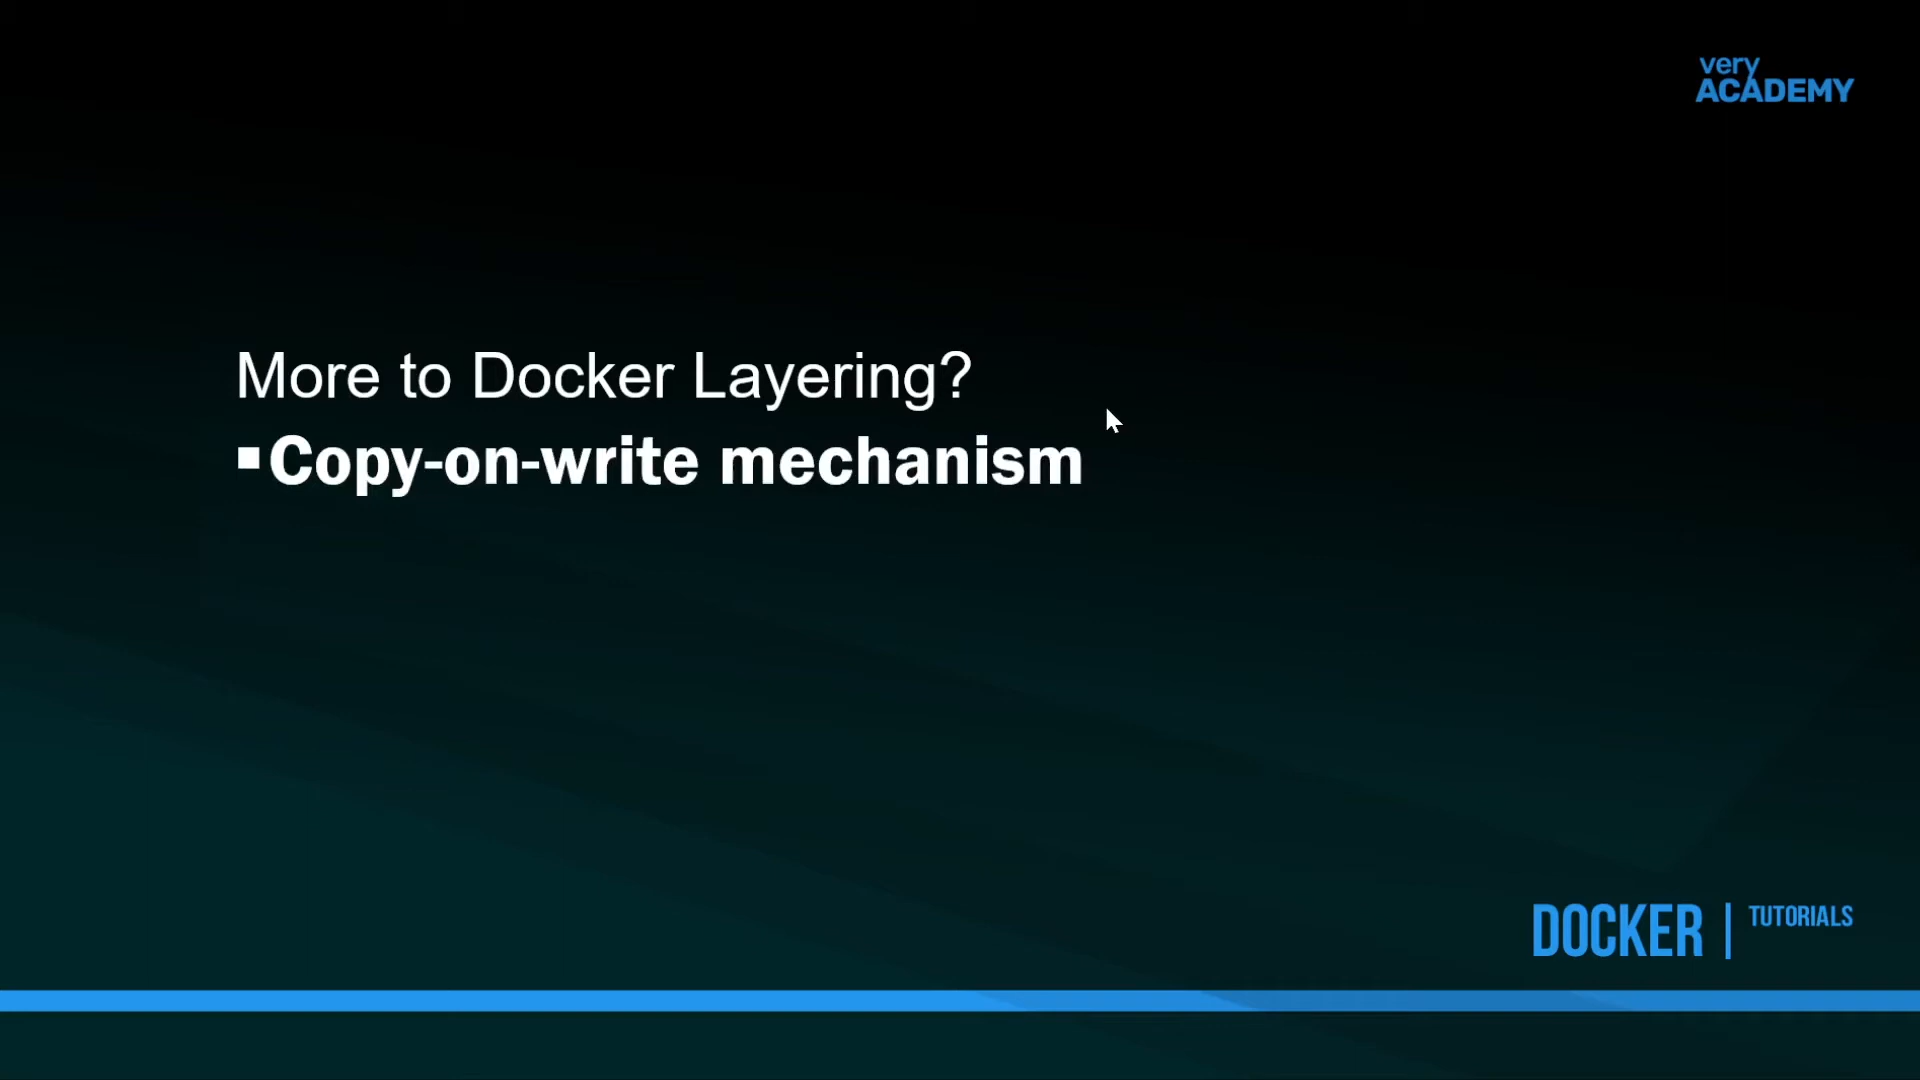 very
ACADEMY
More to Docker Layering?
▪Copy-on-write mechanism
DOCKER | TUTORIALS